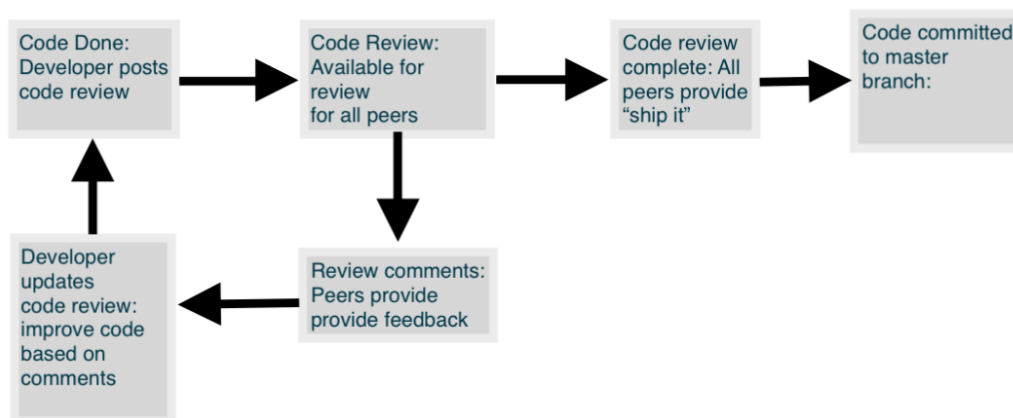 Code Done:
Developer posts
code review
Code Review:
Available for
review
for all peers
Code review
complete: All
peers provide
“ship it”
Code committed
to master
branch:
Developer
updates
code review:
improve code
based on
comments
Review comments:
Peers provide
provide feedback